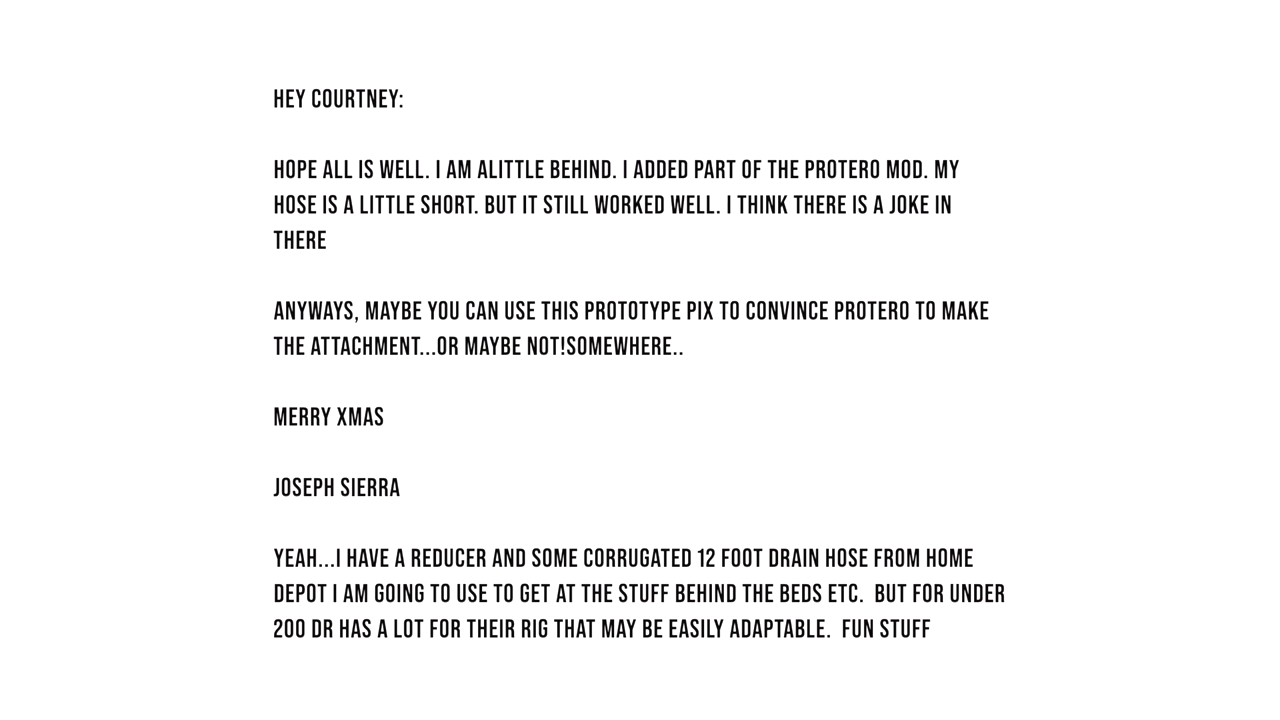 HEY COURTNEY:
HOPE ALL IS WELL. I AM ALITTLE BEHIND. I ADDED PART OF THE PROTERO MOD. MY
HOSE IS A LITTLE SHORT. BUT IT STILL WORKED WELL. I THINK THERE IS A JOKE IN
THERE
ANYWAYS, MAYBE YOU CAN USE THIS PROTOTYPE PIX TO CONVINCE PROTERO TO MAKE
THE ATTACHMENT...OR MAYBE NOT!SOMEWHERE..
MERRY XMAS
JOSEPH SIERRA
YEAH...I HAVE A REDUCER AND SOME CORRUGATED 12 FOOT DRAIN HOSE FROM HOME
DEPOT I AM GOING TO USE TO GET AT THE STUFF BEHIND THE BEDS ETC.  BUT FOR UNDER
200 DR HAS A LOT FOR THEIR RIG THAT MAY BE EASILY ADAPTABLE.  FUN STUFF